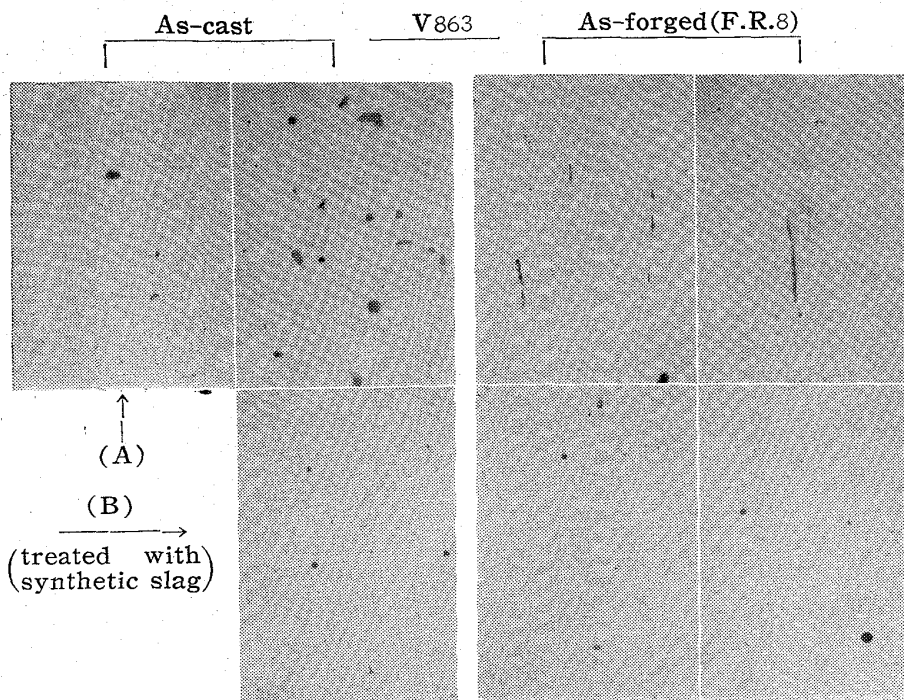 As-cast V863 As-forged(F.R.8)
(A)
(B)
(treated with
synthetic slag)